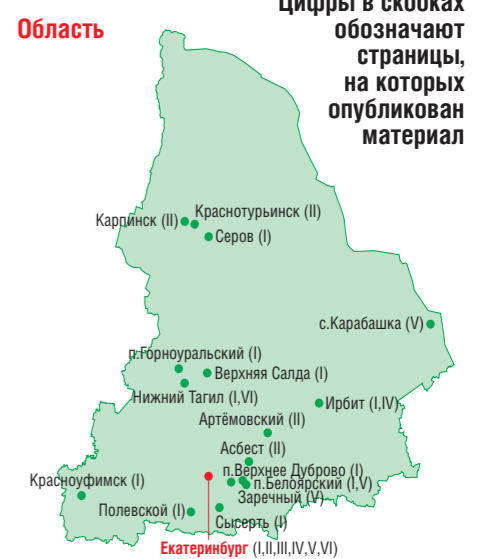 Цифры в скобках
обозначают
страницы,
на которых
опубликован
материал
Область
Карпинск (II)
Краснотурьинск (II)
Серов (I)
с.Карабашка (V)
п.Горноуральский (I)
Верхняя Салда (I)
Нижний Тагил (I,VI)
Ирбит (I,IV)
Артёмовский (II)
Асбест (II)
п.Верхнее Дуброво (I)
Красноуфимск (I)
п.Белоярский (I,V)
Заречный (V)
Полевской (I)
Сысерть (I)
Екатеринбург (I,II,III,IV,V,VI)